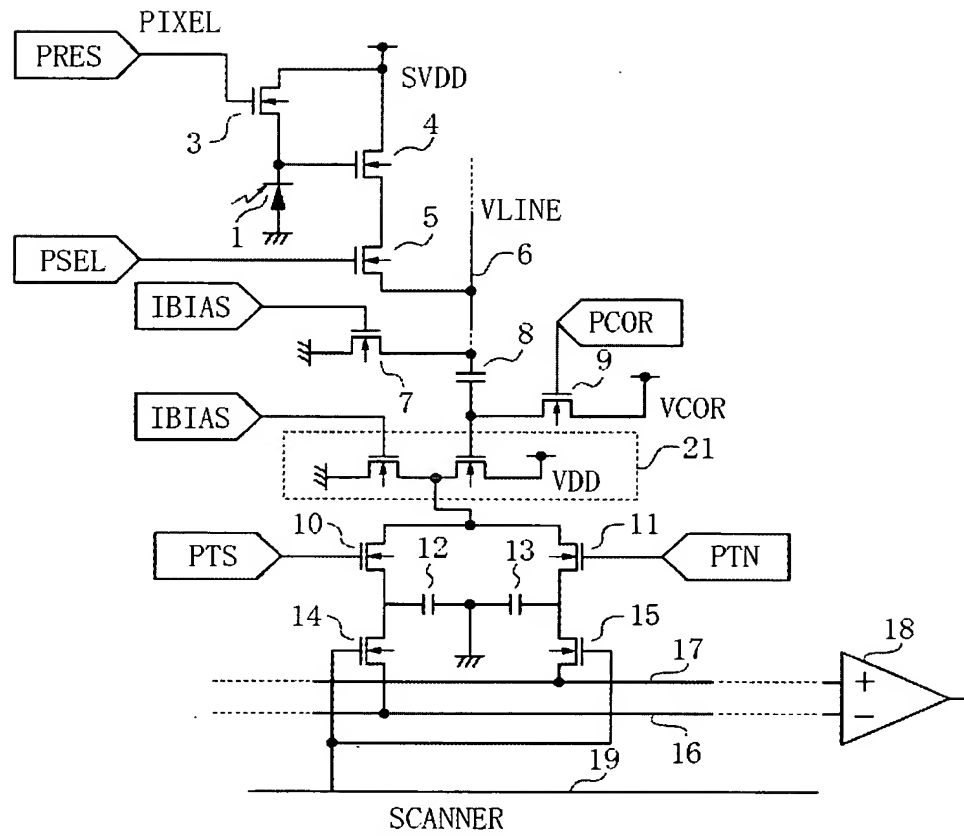 PIXEL
PRES
SVDD
3
4
1
VLINE
5
PSEL
6
IBIAS
PCOR
8
9
7
VCOR
IBIAS
21
VDD
10
11
12
13
PTS
PTN
14
15
18
17
+
−
16
19
SCANNER